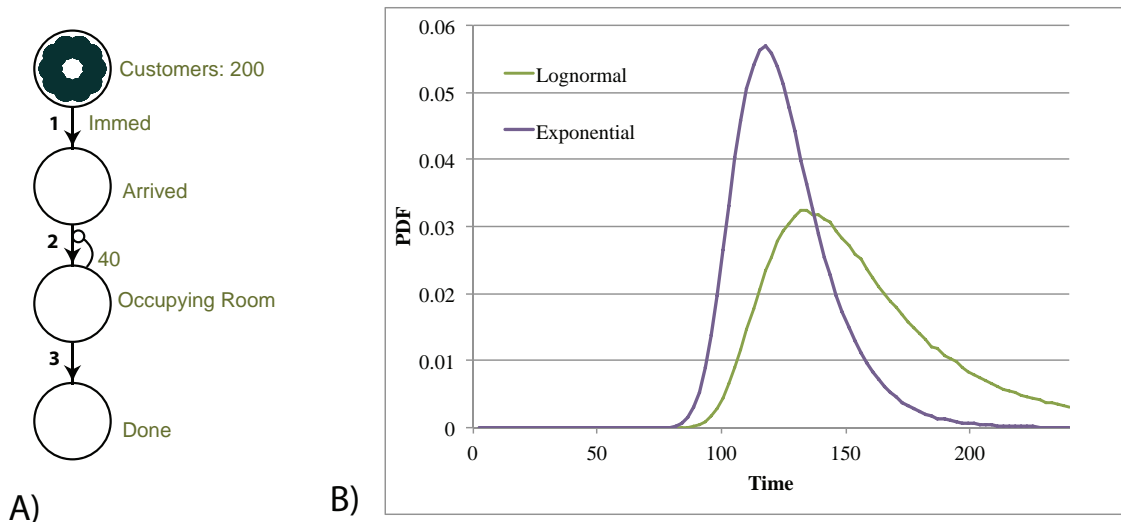 Customers: 200
1
Immed
Arrived
2
40
Occupying Room
3
Done
A)
B)
0.06
0.05
0.04
0.03
0.02
0.01
0
PDF
Lognormal
Exponential
0 50 100 150 200
Time